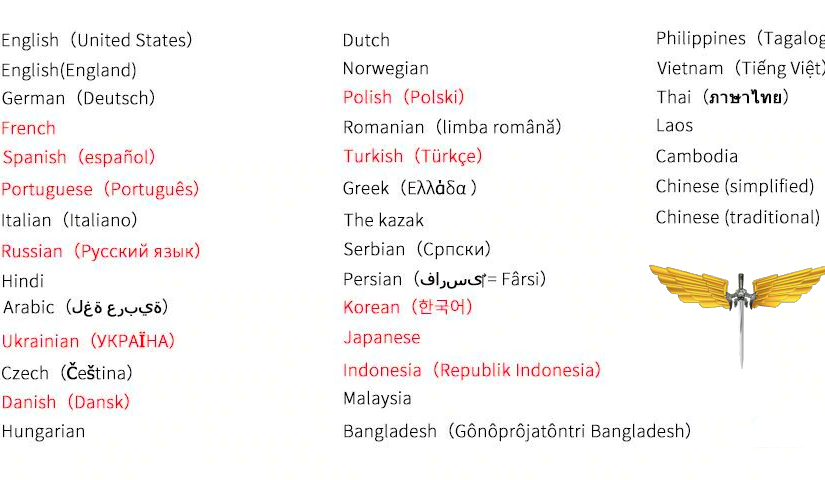 English（United States）
English(England)
German（Deutsch）
French
Spanish（español）
Portuguese（Português）
Italian（Italiano）
Russian（Русский язык）
Hindi
Arabic（ةيبرع ةغل）
Ukrainian（УКРАЇНА）
Czech（Čeština）
Danish（Dansk）
Hungarian
Dutch
Norwegian
Polish（Polski）
Romanian（limba română）
Turkish（Türkçe）
Greek（Ελλάδα ）
The kazak
Serbian（Српски）
Persian（فارسی= Fârsi）
Korean（한국어）
Japanese
Indonesia（Republik Indonesia）
Malaysia
Bangladesh（Gônôprôjatôntri Bangladesh）
Philippines（Tagalog
Vietnam（Tiếng Việt）
Thai（ภาษาไทย）
Laos
Cambodia
Chinese (simplified)
Chinese (traditional)